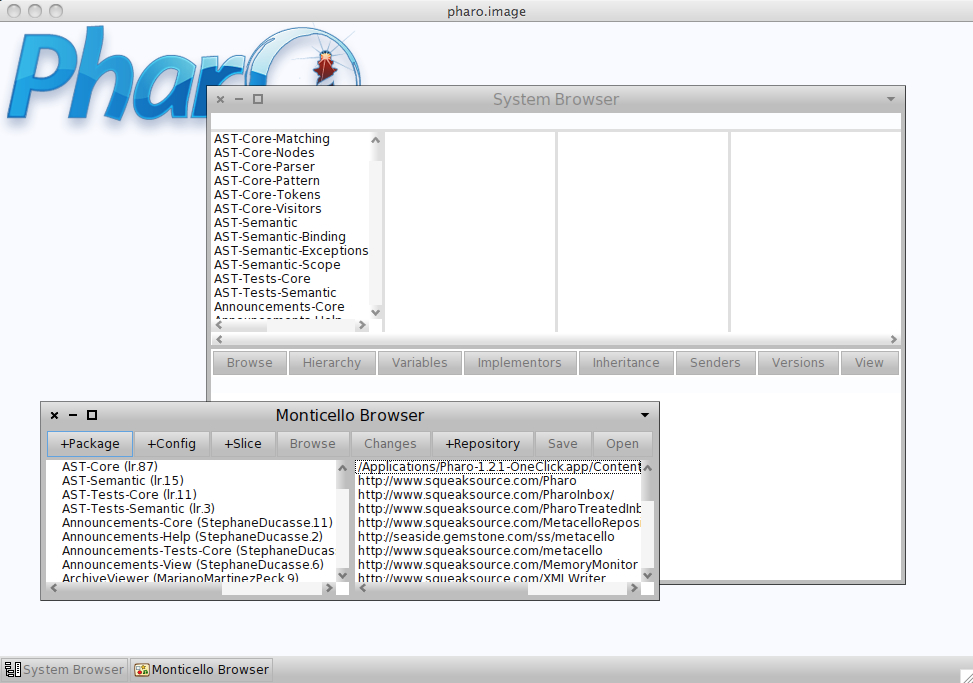 pharo.image
Pharo
System Browser
AST-Core-Matching
AST-Core-Nodes
AST-Core-Parser
AST-Core-Pattern
AST-Core-Tokens
AST-Core-Visitors
AST-Semantic
AST-Semantic-Binding
AST-Semantic-Exceptions
AST-Semantic-Scope
AST-Tests-Core
AST-Tests-Semantic
Announcements-Core
Announcements-Help
Browse Hierarchy Variables Implementors Inheritance Senders Versions View
Monticello Browser
+Package +Config +Slice Browse Changes +Repository Save Open
AST-Core (lr.87)
AST-Semantic (lr.15)
AST-Tests-Core (lr.11)
AST-Tests-Semantic (lr.3)
Announcements-Core (StephaneDucasse.11)
Announcements-Help (StephaneDucasse.2)
Announcements-Tests-Core (StephaneDucas
Announcements-View (StephaneDucasse.6)
ArchiveViewer (MarianoMartinezPeck.9)
/Applications/Pharo-1.2.1-OneClick.app/Content
http://www.squeaksource.com/Pharo
http://www.squeaksource.com/PharoInbox/
http://www.squeaksource.com/PharoTreatedInb
http://www.squeaksource.com/MetacelloRepos
http://seaside.gemstone.com/ss/metacello
http://www.squeaksource.com/metacello
http://www.squeaksource.com/MemoryMonitor
http://www.squeaksource.com/XMLWriter
System Browser Monticello Browser